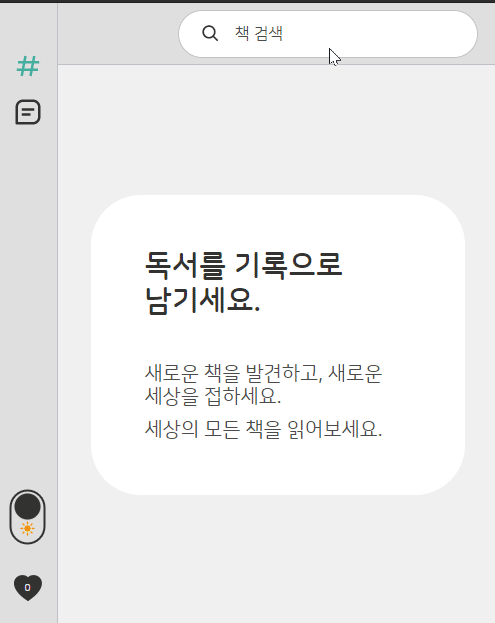 책 검색
#
독서를 기록으로
남기세요.
새로운 책을 발견하고, 새로운
세상을 접하세요.
세상의 모든 책을 읽어보세요.
0